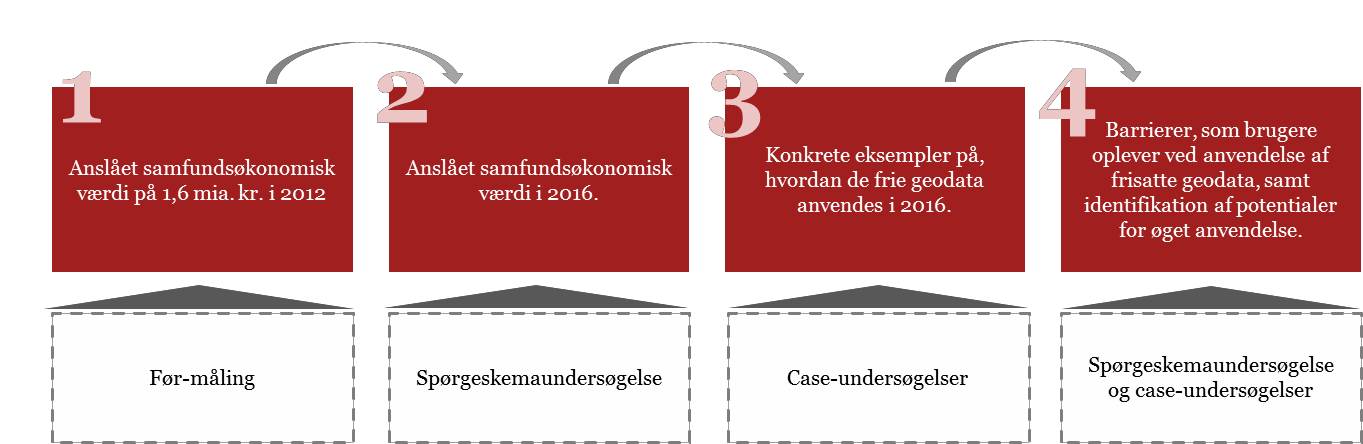 1
Anslået samfundsøkonomisk
værdi på 1,6 mia. kr. i 2012
2
Anslået samfundsøkonomisk
værdi i 2016.
3
Konkrete eksempler på,
hvordan de frie geodata
anvendes i 2016.
4
Barrierer, som brugere
oplever ved anvendelse af
frisatte geodata, samt
identifikation af potentialer
for øget anvendelse.
Før-måling
Spørgeskemaundersøgelse
Case-undersøgelser
Spørgeskemaundersøgelse
og case-undersøgelser